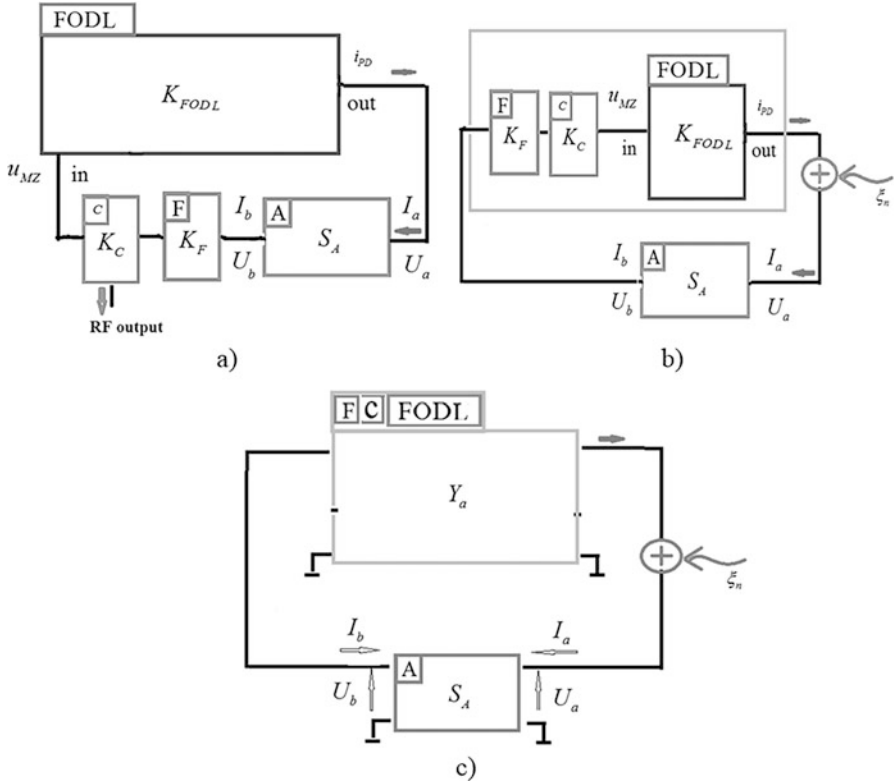 FODL
K_FODL
i_PD
out
u_MZ in
C K_C
F K_F
I_b
U_b
A S_A
I_a
U_a
RF output
a)
FODL
F K_F
C K_C
u_MZ
in
K_FODL
i_PD
out
ξ_n
I_b
U_b
A S_A
I_a
U_a
b)
F C FODL
Y_a
ξ_n
I_b
U_b
A S_A
I_a
U_a
c)